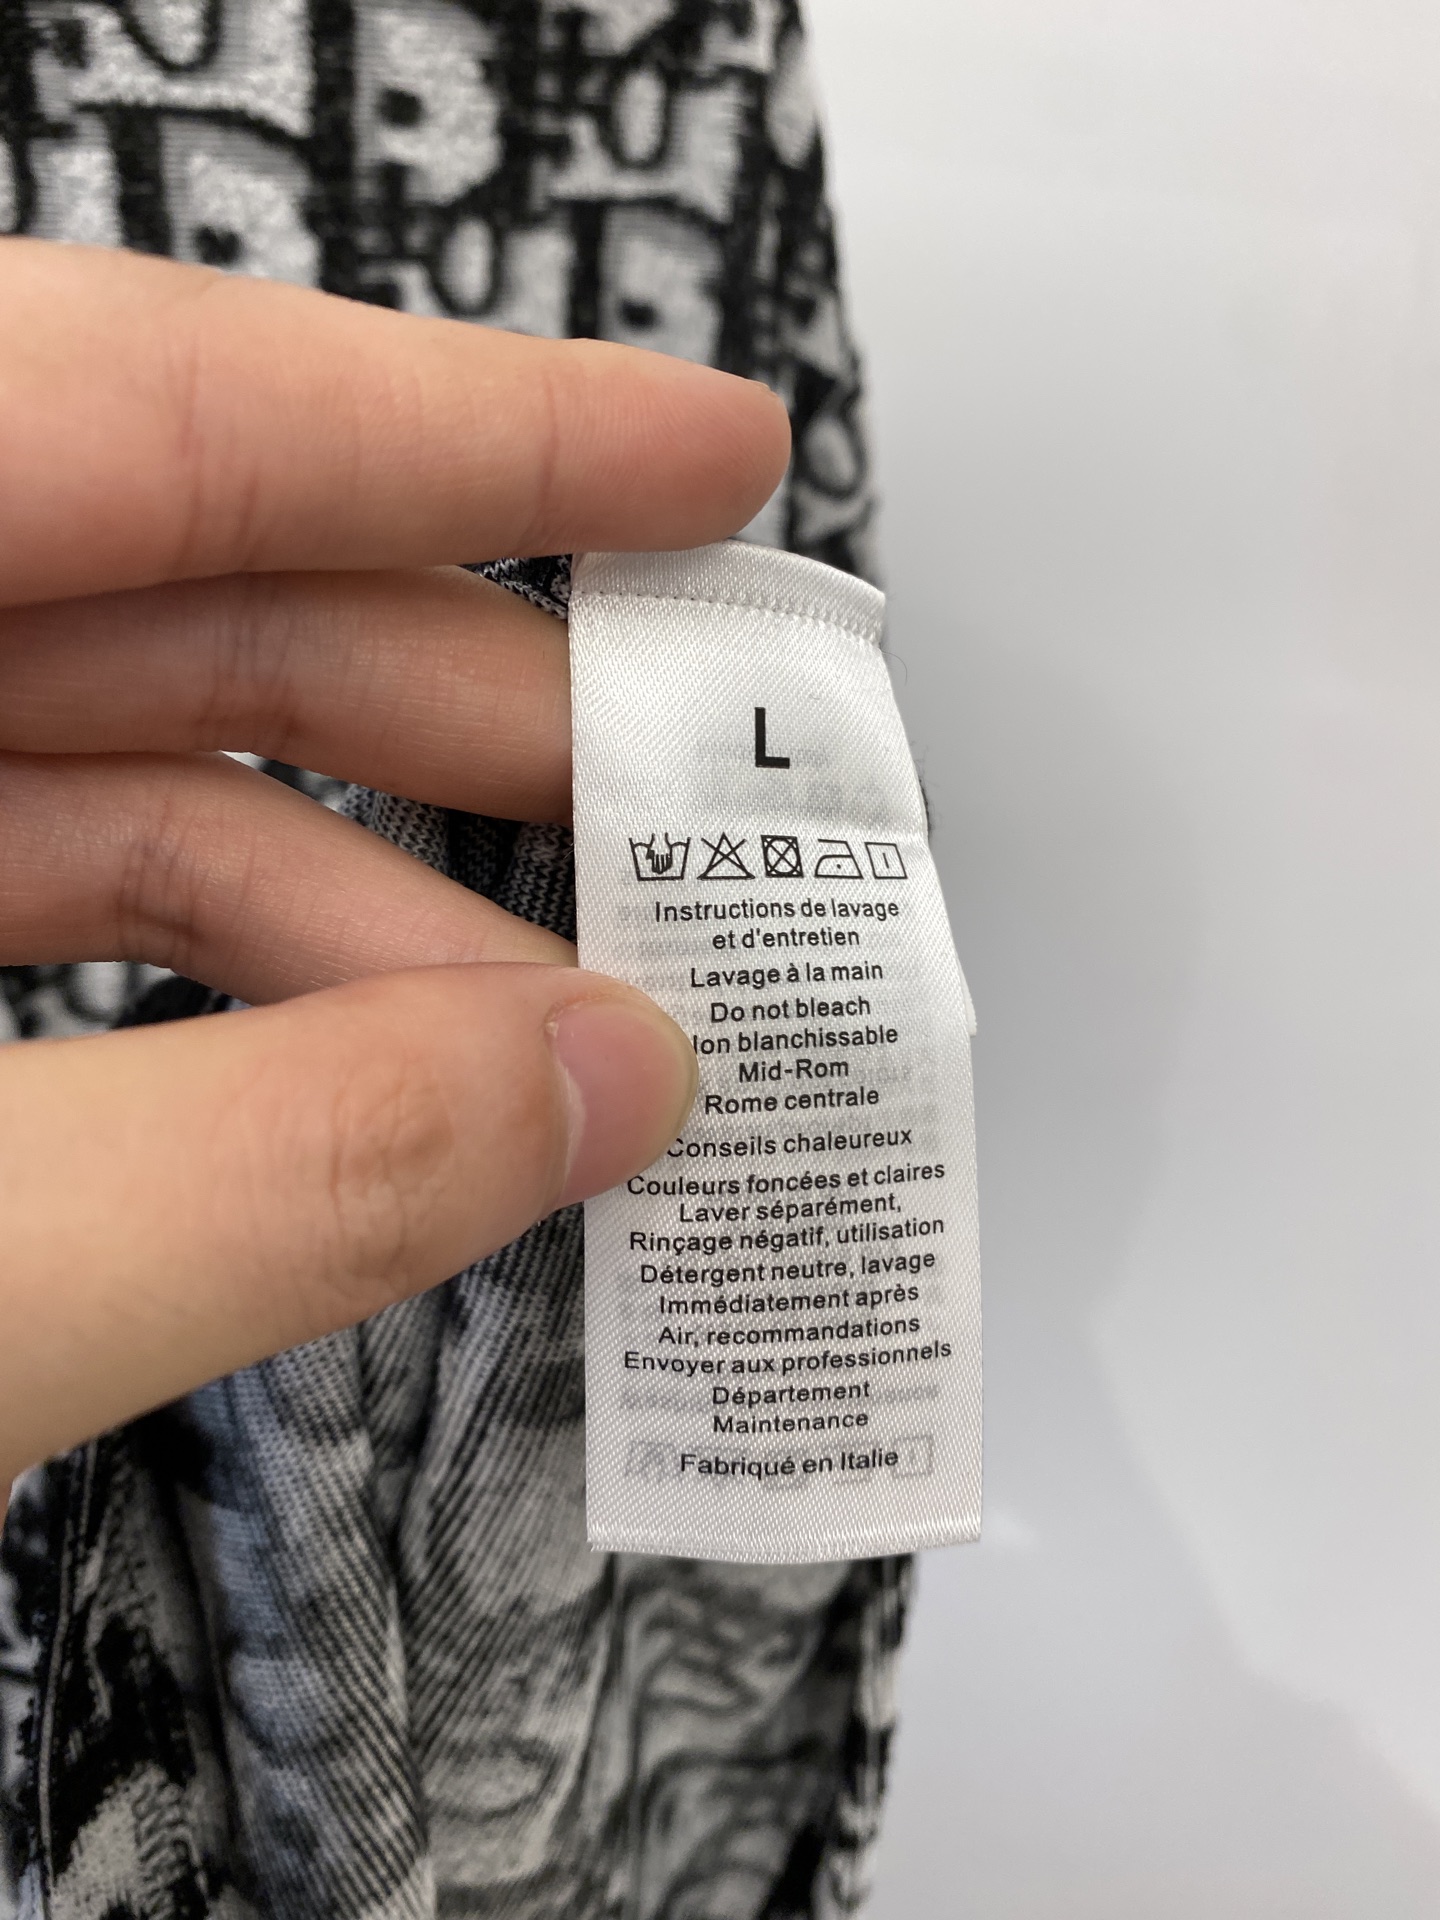 L
Instructions de lavage
et d'entretien
Lavage à la main
Do not bleach
lon blanchissable
Mid-Rom
Rome centrale
Conseils chaleureux
Couleurs foncées et claires
Laver séparément,
Rinçage négatif, utilisation
Détergent neutre, lavage
Immédiatement après
Air, recommandations
Envoyer aux professionnels
Département
Maintenance
Fabriqué en Italie